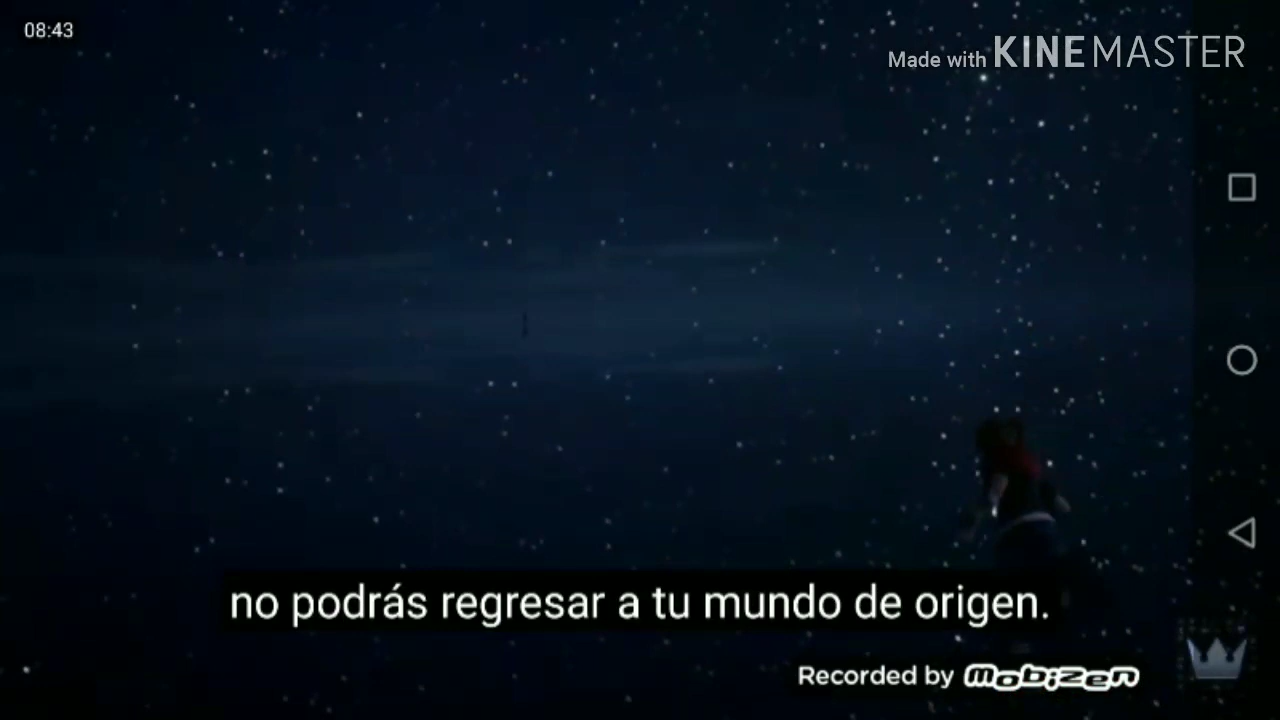 08:43
Made with KINEMASTER
no podrás regresar a tu mundo de origen.
Recorded by mobizen